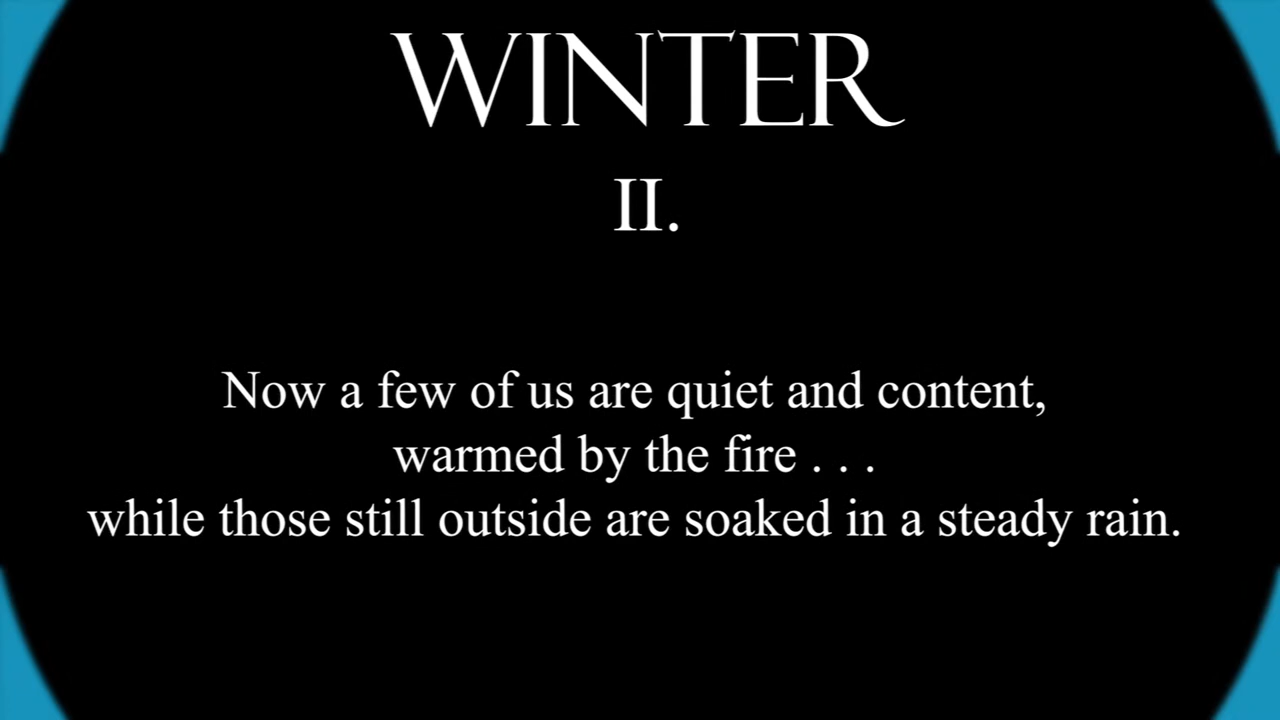 WINTER
II.
Now a few of us are quiet and content,
warmed by the fire . . .
while those still outside are soaked in a steady rain.